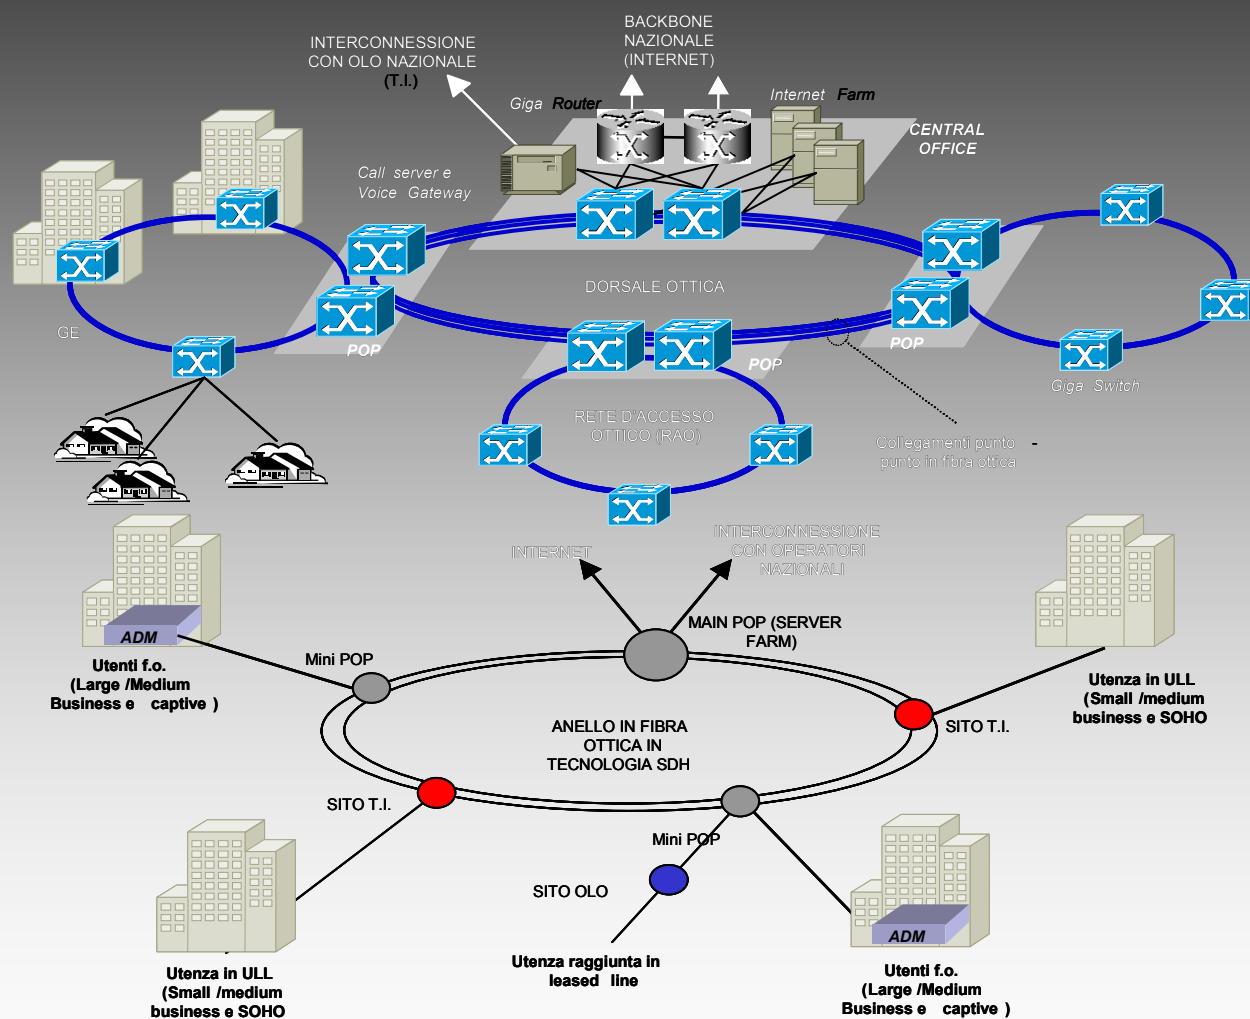 BACKBONE
NAZIONALE
(INTERNET)
INTERCONNESSIONE
CON OLO NAZIONALE
(T.I.)
Giga Router
Internet Farm
CENTRAL
OFFICE
Call server e
Voice Gateway
DORSALE OTTICA
GE
POP
POP
POP
Giga Switch
RETE D'ACCESSO
OTTICO (RAO)
Collegamenti punto -
punto in fibra ottica
INTERNET
INTERCONNESSIONE
CON OPERATORI
NAZIONALI
MAIN POP (SERVER
FARM)
ADM
Mini POP
Utenti f.o.
(Large /Medium
Business e captive )
Utenza in ULL
(Small /medium
business e SOHO
SITO T.I.
ANELLO IN FIBRA
OTTICA IN
TECNOLOGIA SDH
SITO T.I.
Mini POP
SITO OLO
ADM
Utenza raggiunta in
leased line
Utenza in ULL
(Small /medium
business e SOHO
Utenti f.o.
(Large /Medium
Business e captive )